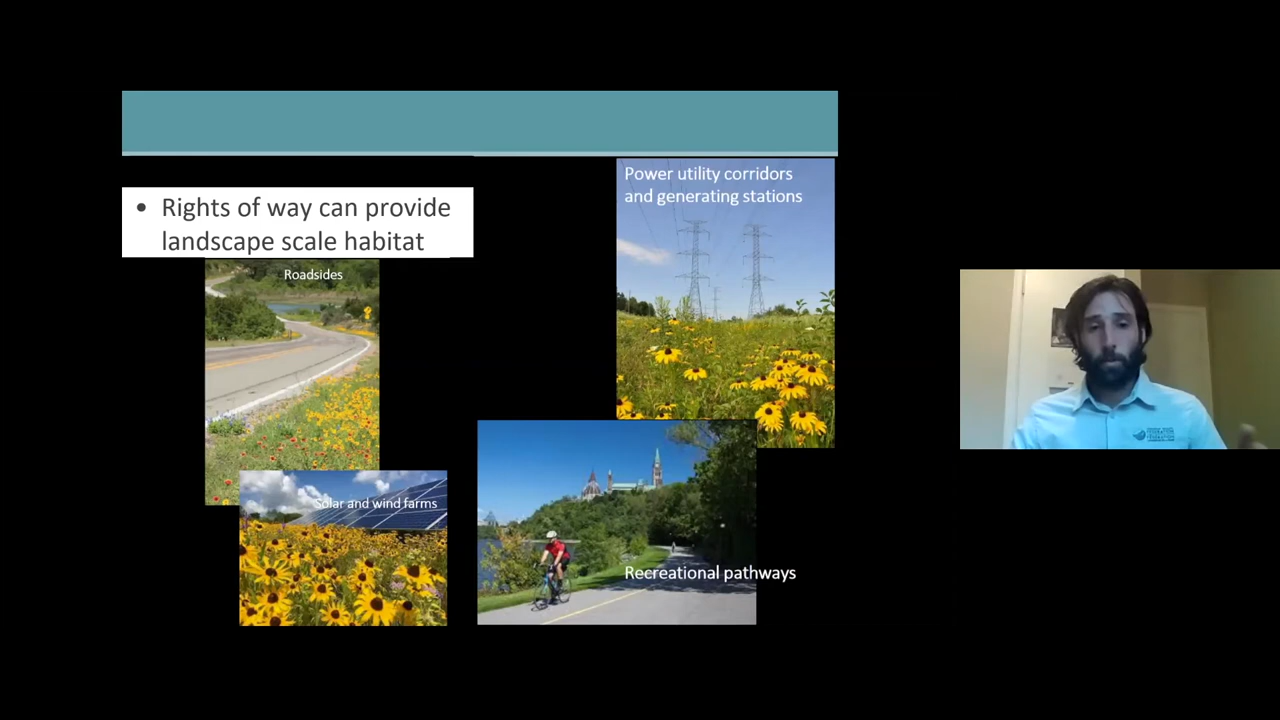 Power utility corridors
and generating stations
• Rights of way can provide
landscape scale habitat
Roadsides
Solar and wind farms
Recreational pathways